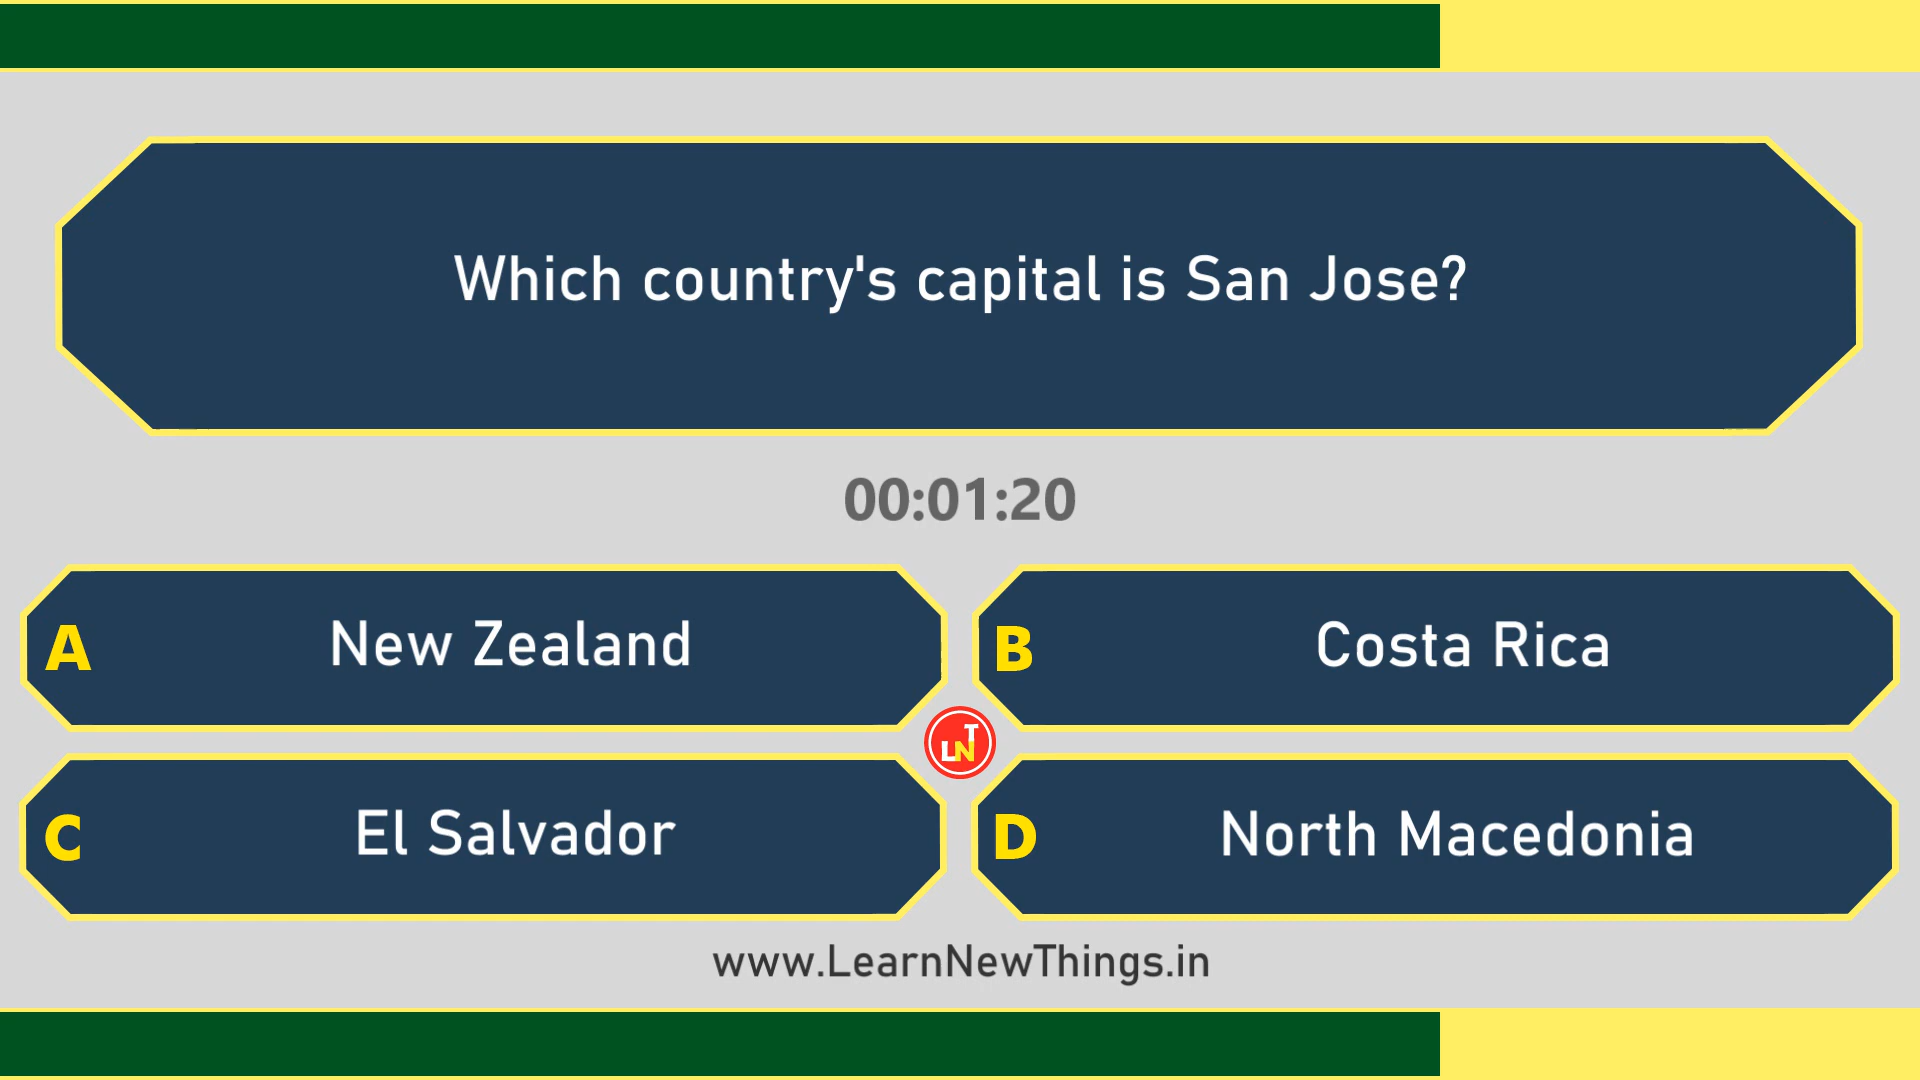 Which country's capital is San Jose?
00:01:20
A New Zealand
B Costa Rica
LNT
C El Salvador
D North Macedonia
www.LearnNewThings.in